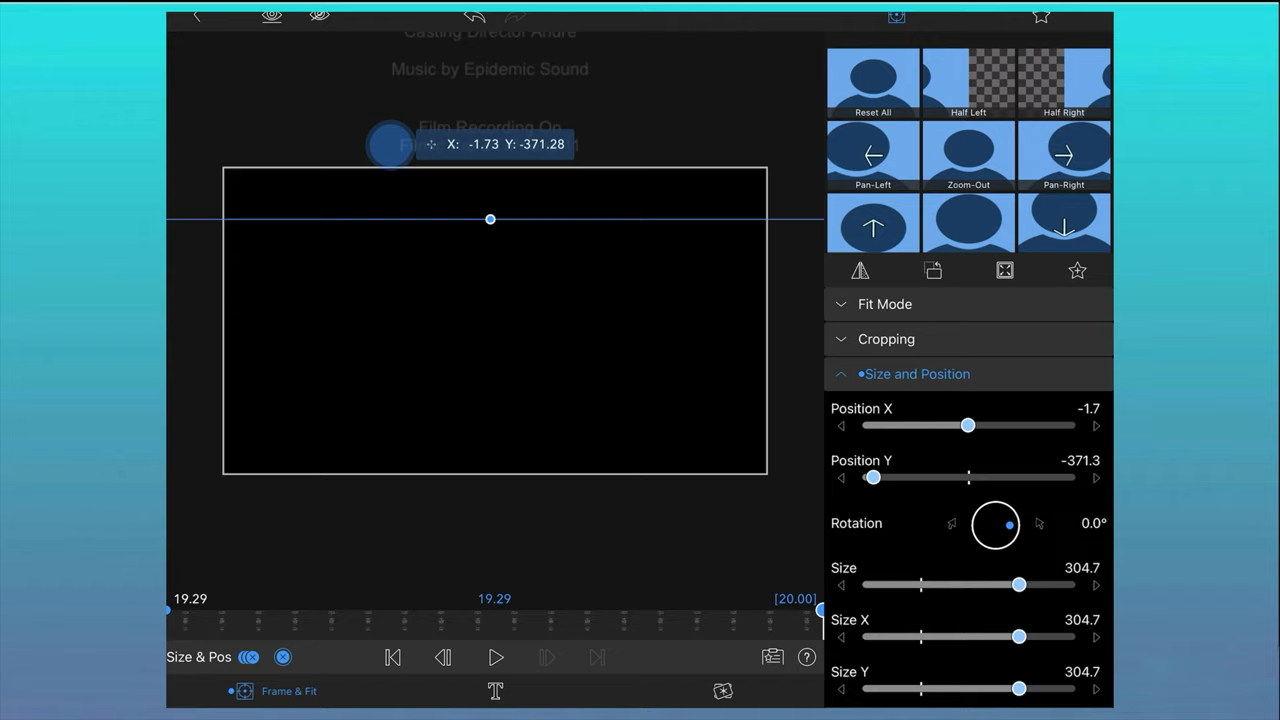 Casting Director Andre
Music by Epidemic Sound
Film Recording On
X: -1.73 Y: -371.28
Reset All
Half Left
Half Right
Pan-Left
Zoom-Out
Pan-Right
Fit Mode
Cropping
Size and Position
Position X
-1.7
Position Y
-371.3
Rotation
0.0°
Size
304.7
Size X
304.7
Size Y
304.7
19.29
19.29
[20.00]
Size & Pos
?
Frame & Fit
T